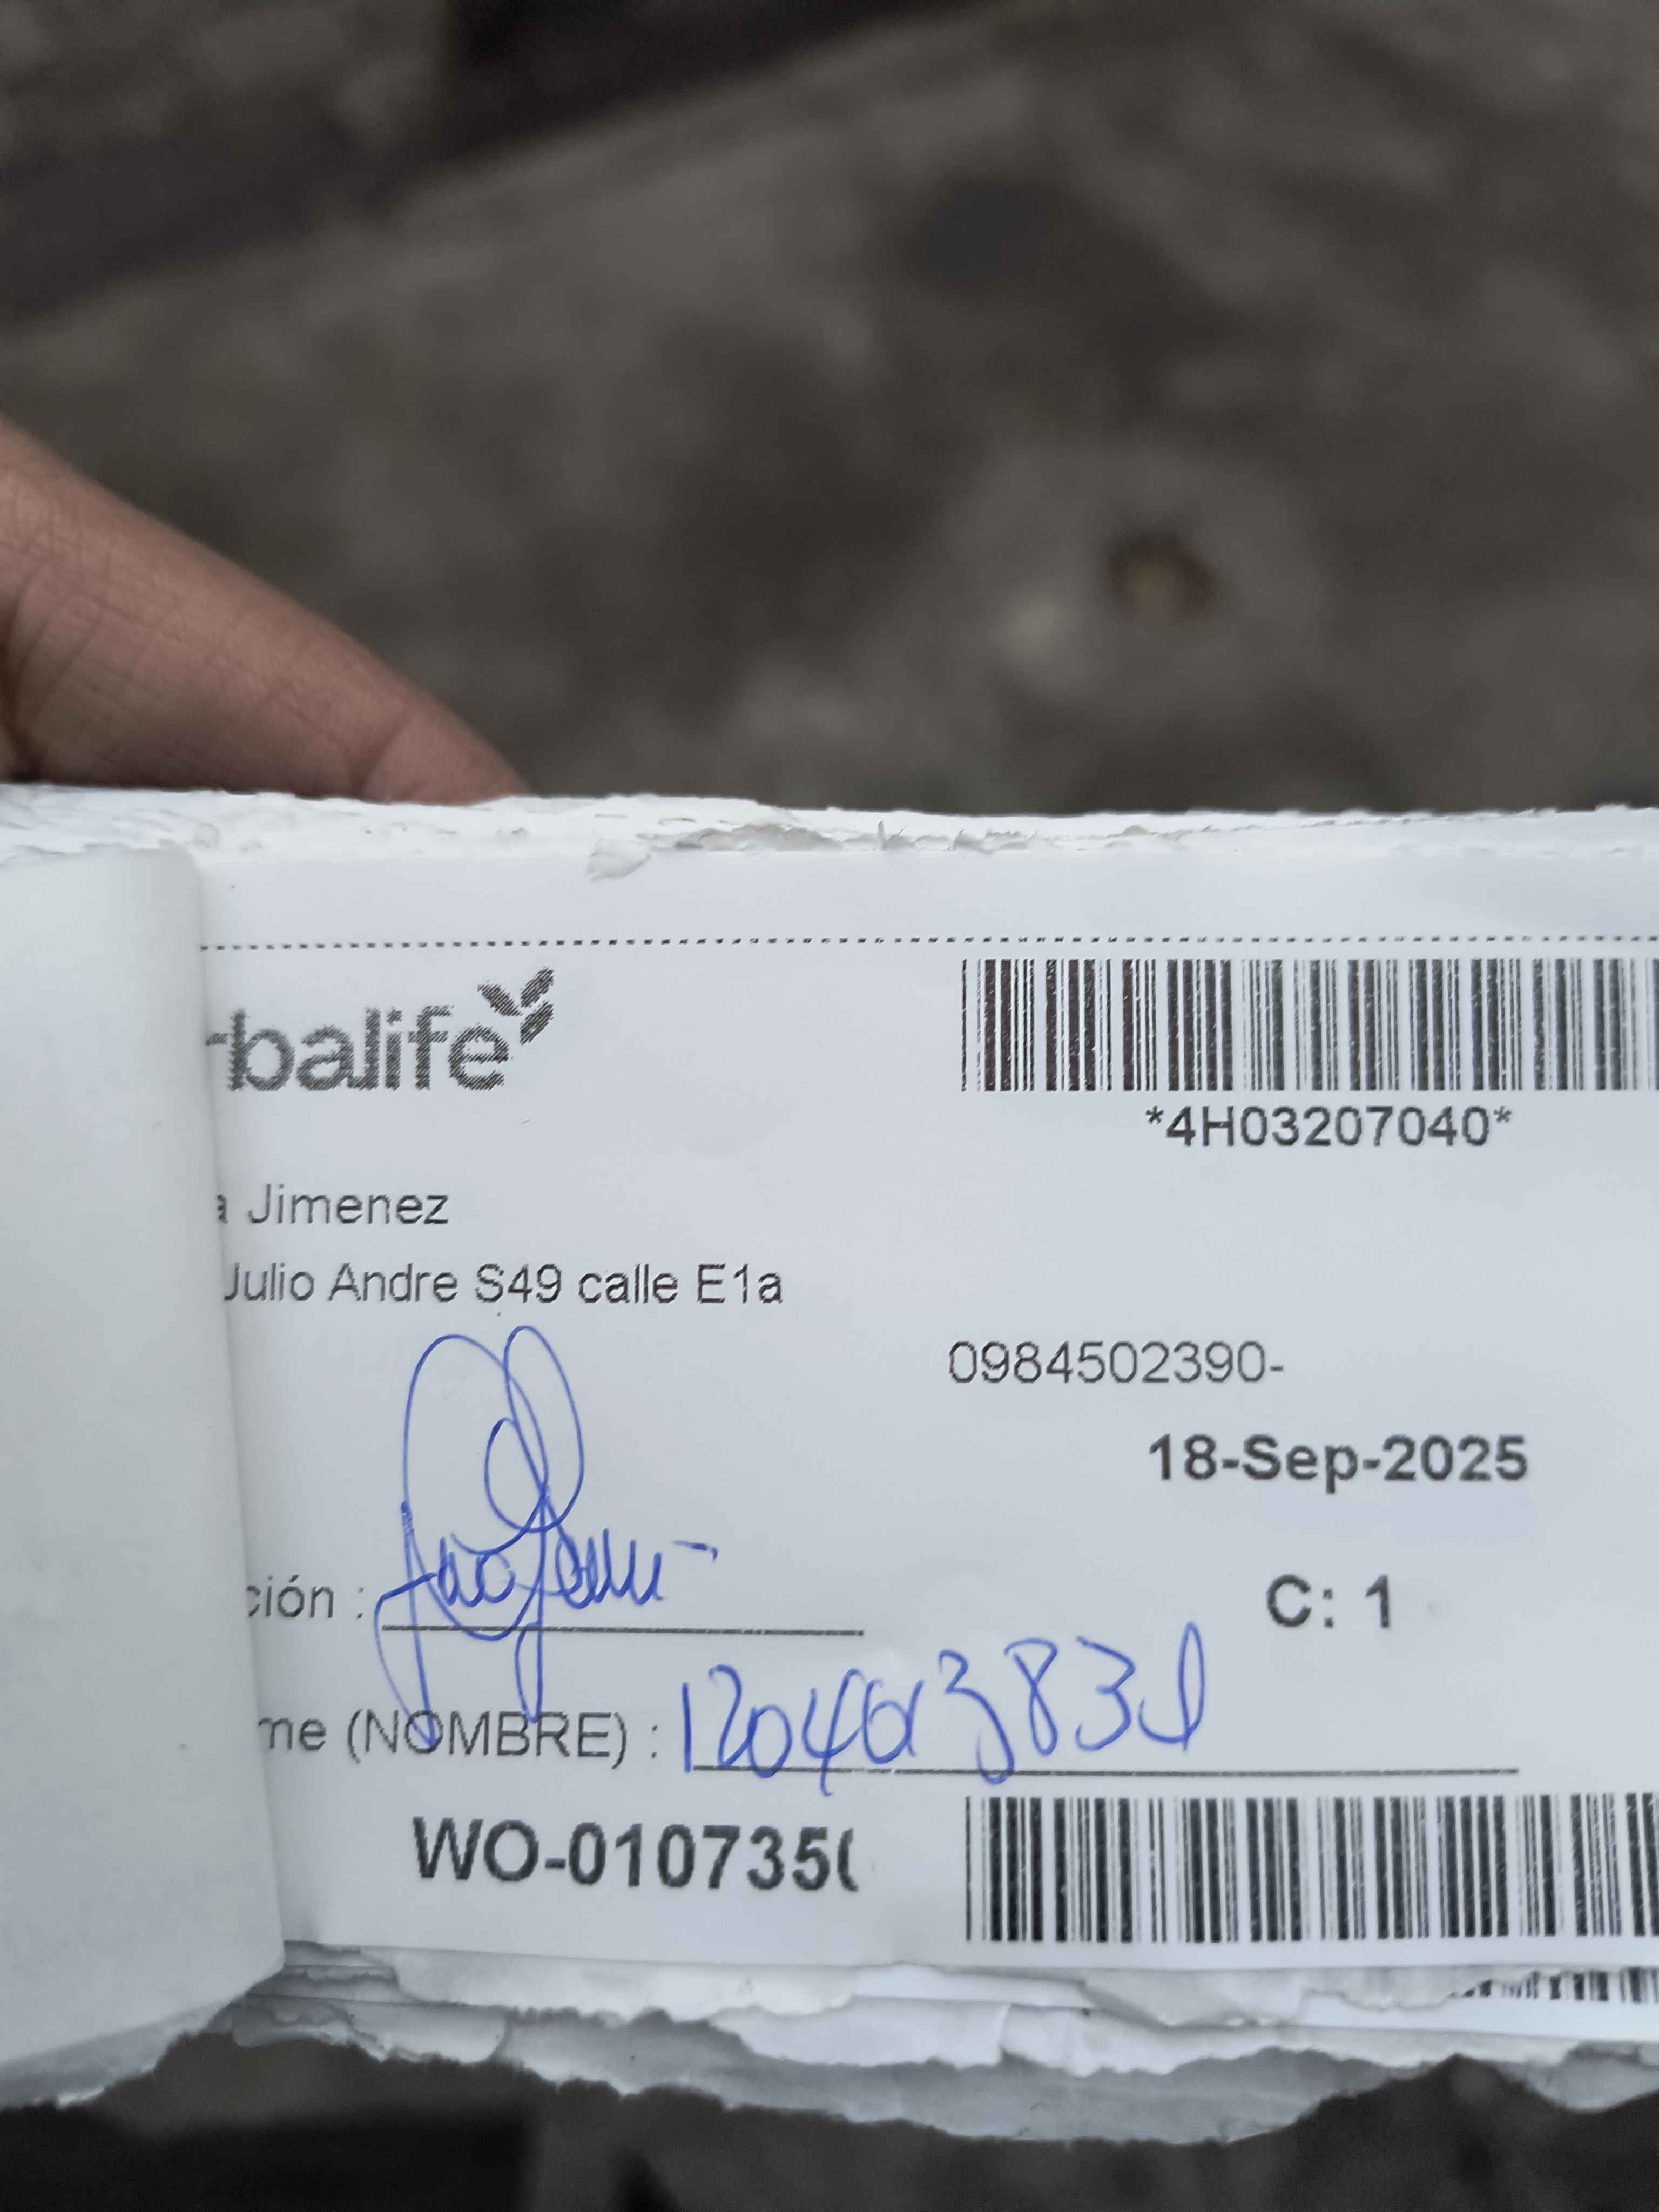 rbalife
*4H03207040*
a Jimenez
Julio Andre S49 calle E1a
0984502390-
18-Sep-2025
ción :
C: 1
me (NOMBRE) :
WO-010735